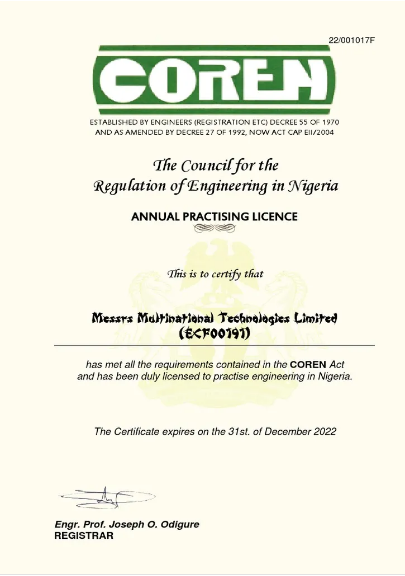 22/001017F
COREN
ESTABLISHED BY ENGINEERS (REGISTRATION ETC) DECREE 55 OF 1970
AND AS AMENDED BY DECREE 27 OF 1992, NOW ACT CAP E11/2004
The Council for the
Regulation of Engineering in Nigeria
ANNUAL PRACTISING LICENCE
This is to certify that
Messrs Multinational Technologies Limited
(ECF00191)
has met all the requirements contained in the COREN Act
and has been duly licensed to practise engineering in Nigeria.
The Certificate expires on the 31st. of December 2022
Engr. Prof. Joseph O. Odigure
REGISTRAR